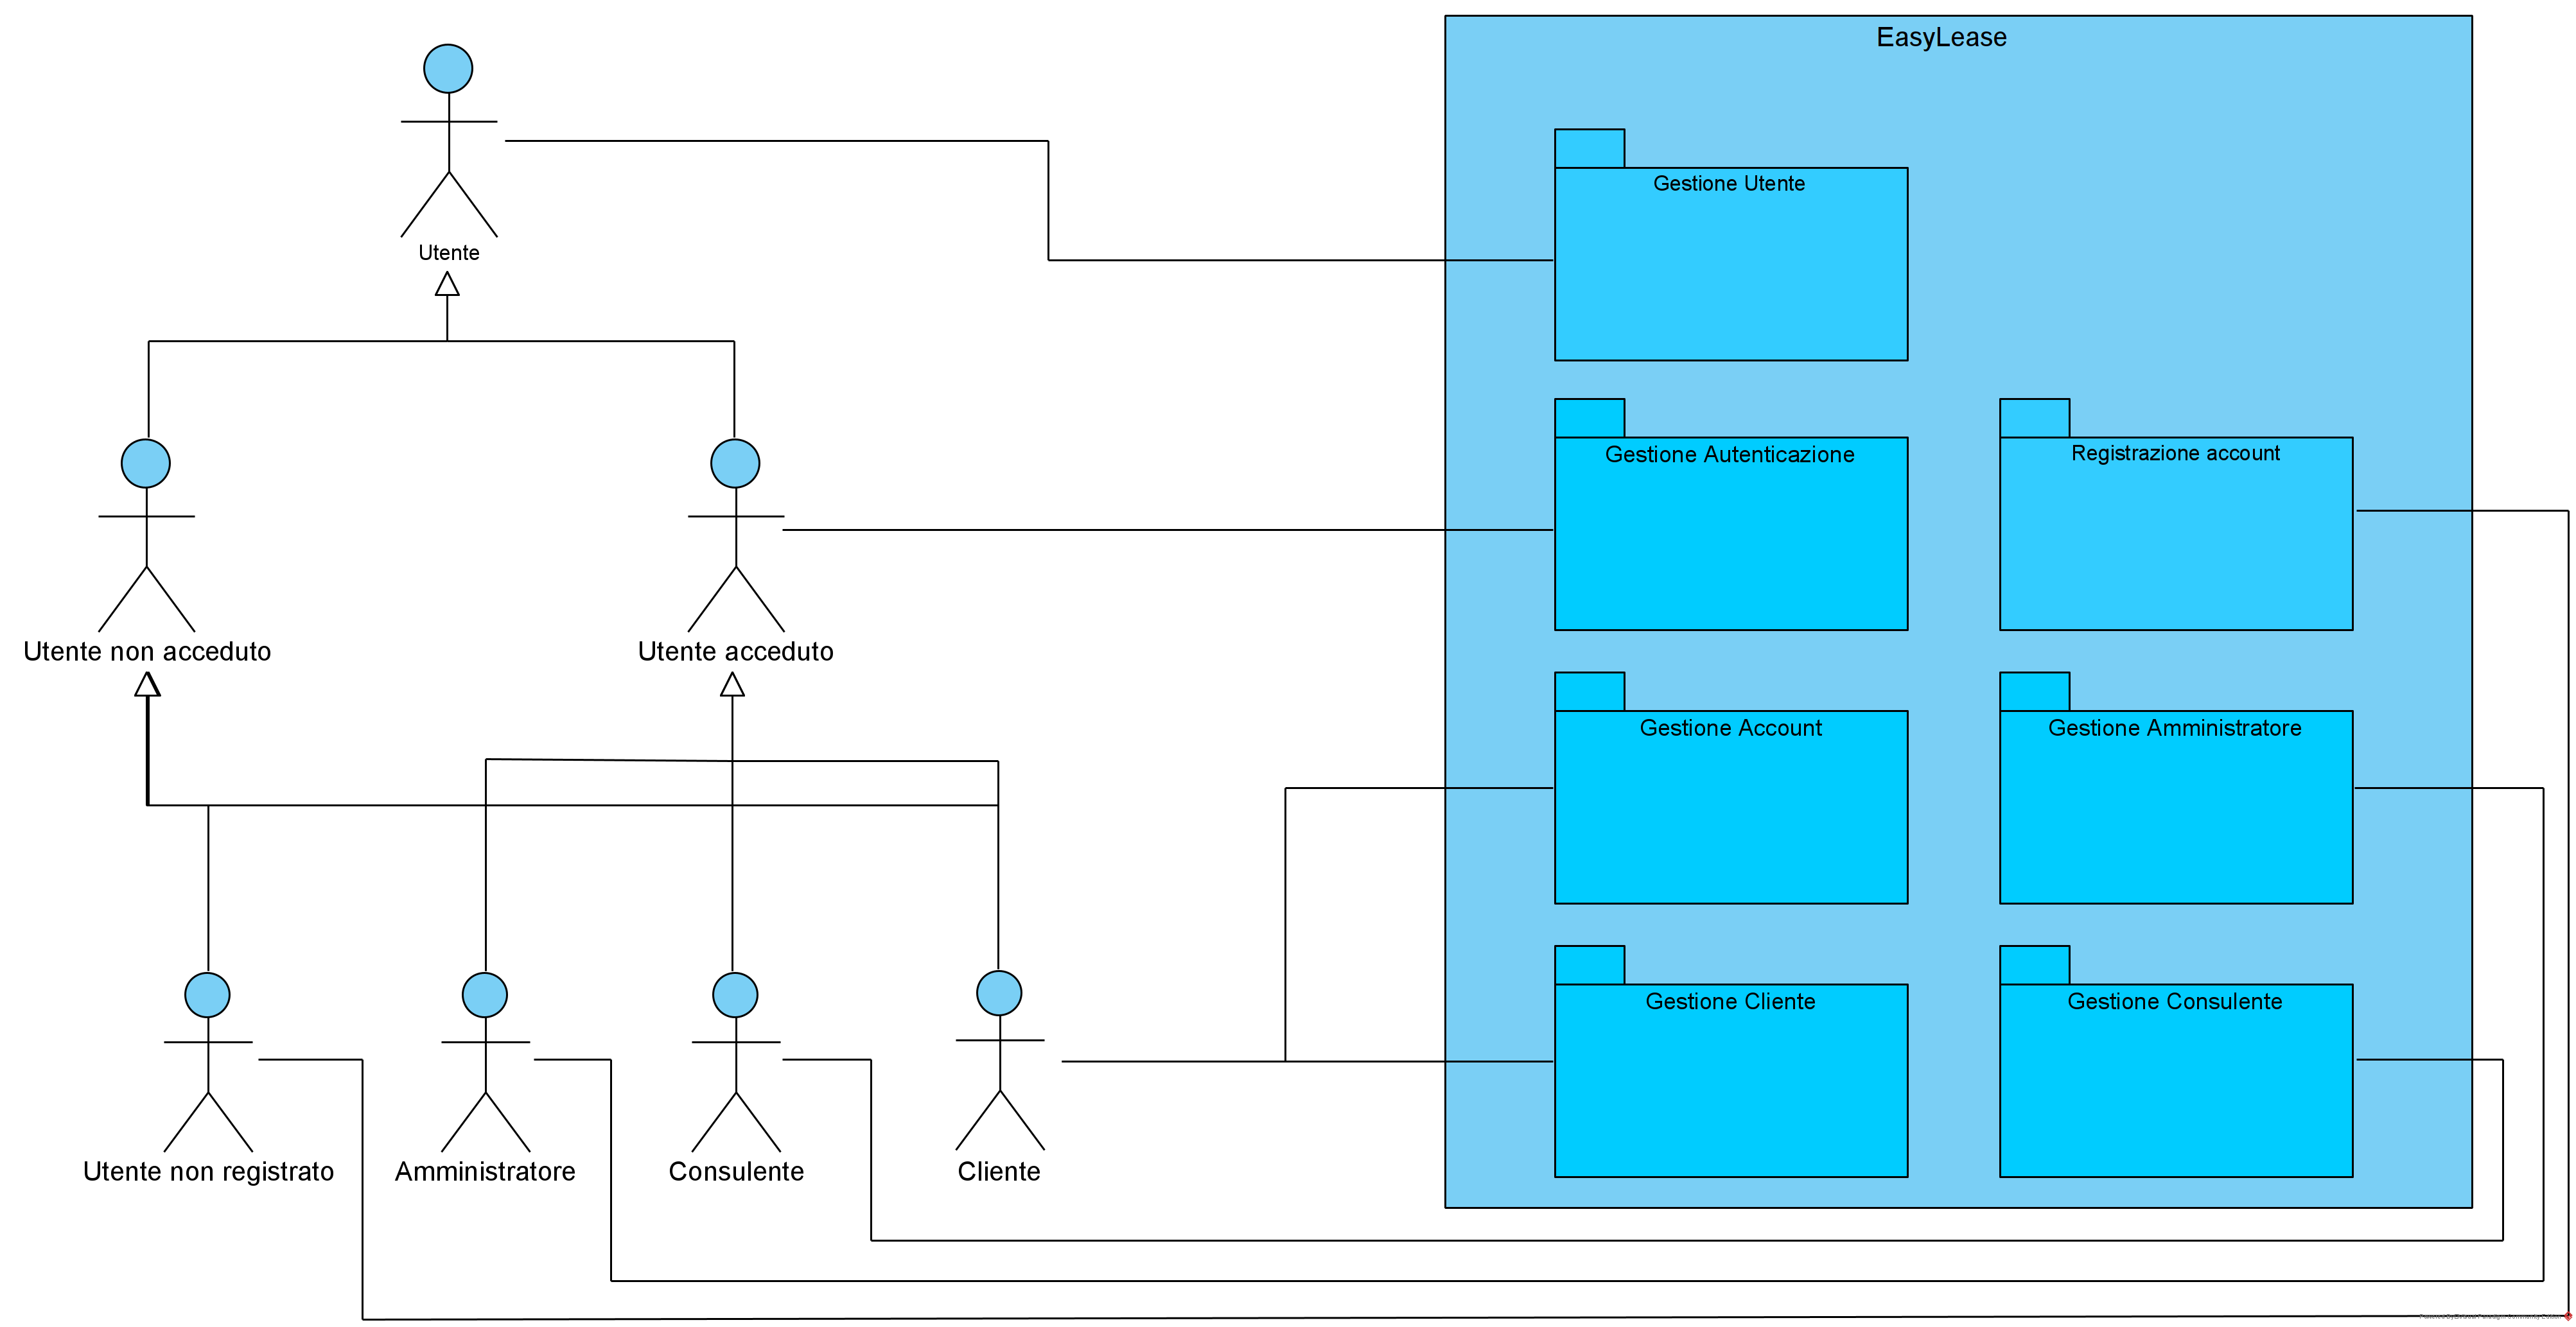 EasyLease
Utente
Gestione Utente
Utente non acceduto
Utente acceduto
Gestione Autenticazione
Registrazione account
Gestione Account
Gestione Amministratore
Utente non registrato
Amministratore
Consulente
Cliente
Gestione Cliente
Gestione Consulente